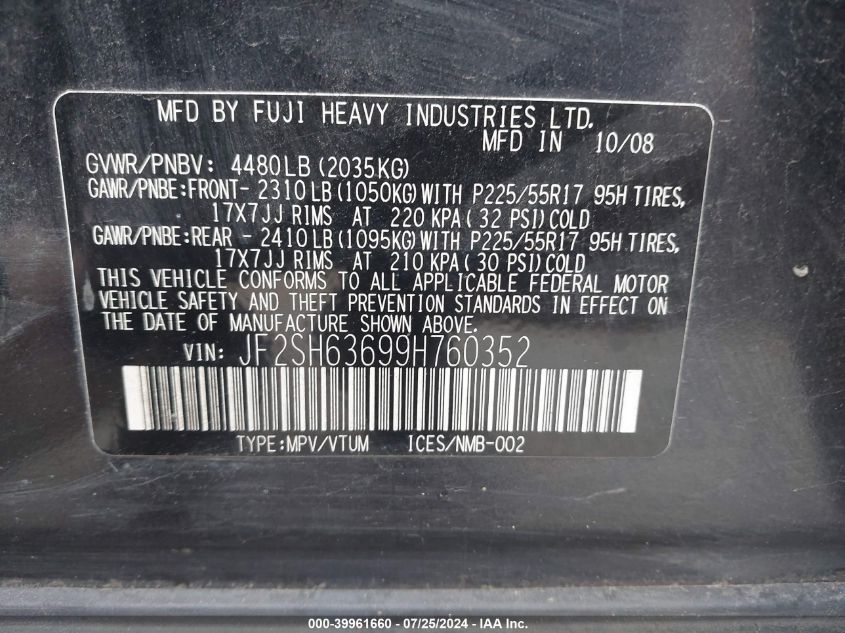 MFD BY FUJI HEAVY INDUSTRIES LTD.
MFD IN 10/08
GVWR/PNBV: 4480LB (2035KG)
GAWR/PNBE:FRONT- 2310 LB (1050KG) WITH P225/55R17 95H TIRES,
17X7JJ RIMS AT 220 KPA ( 32 PSI) COLD
GAWR/PNBE:REAR - 2410 LB (1095KG) WITH P225/55R17 95H TIRES,
17X7JJ RIMS AT 210 KPA ( 30 PSI) COLD
THIS VEHICLE CONFORMS TO ALL APPLICABLE FEDERAL MOTOR
VEHICLE SAFETY AND THEFT PREVENTION STANDARDS IN EFFECT ON
THE DATE OF MANUFACTURE SHOWN ABOVE.
VIN: JF2SH63699H760352
TYPE:MPV/VTUM ICES/NMB-002
000-39961660 - 07/25/2024 - IAA Inc.